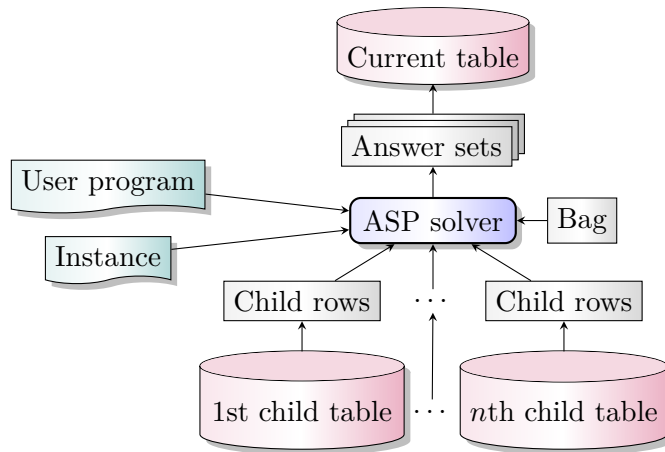 Current table
Answer sets
User program
ASP solver
Bag
Instance
Child rows
...
Child rows
1st child table
...
nth child table